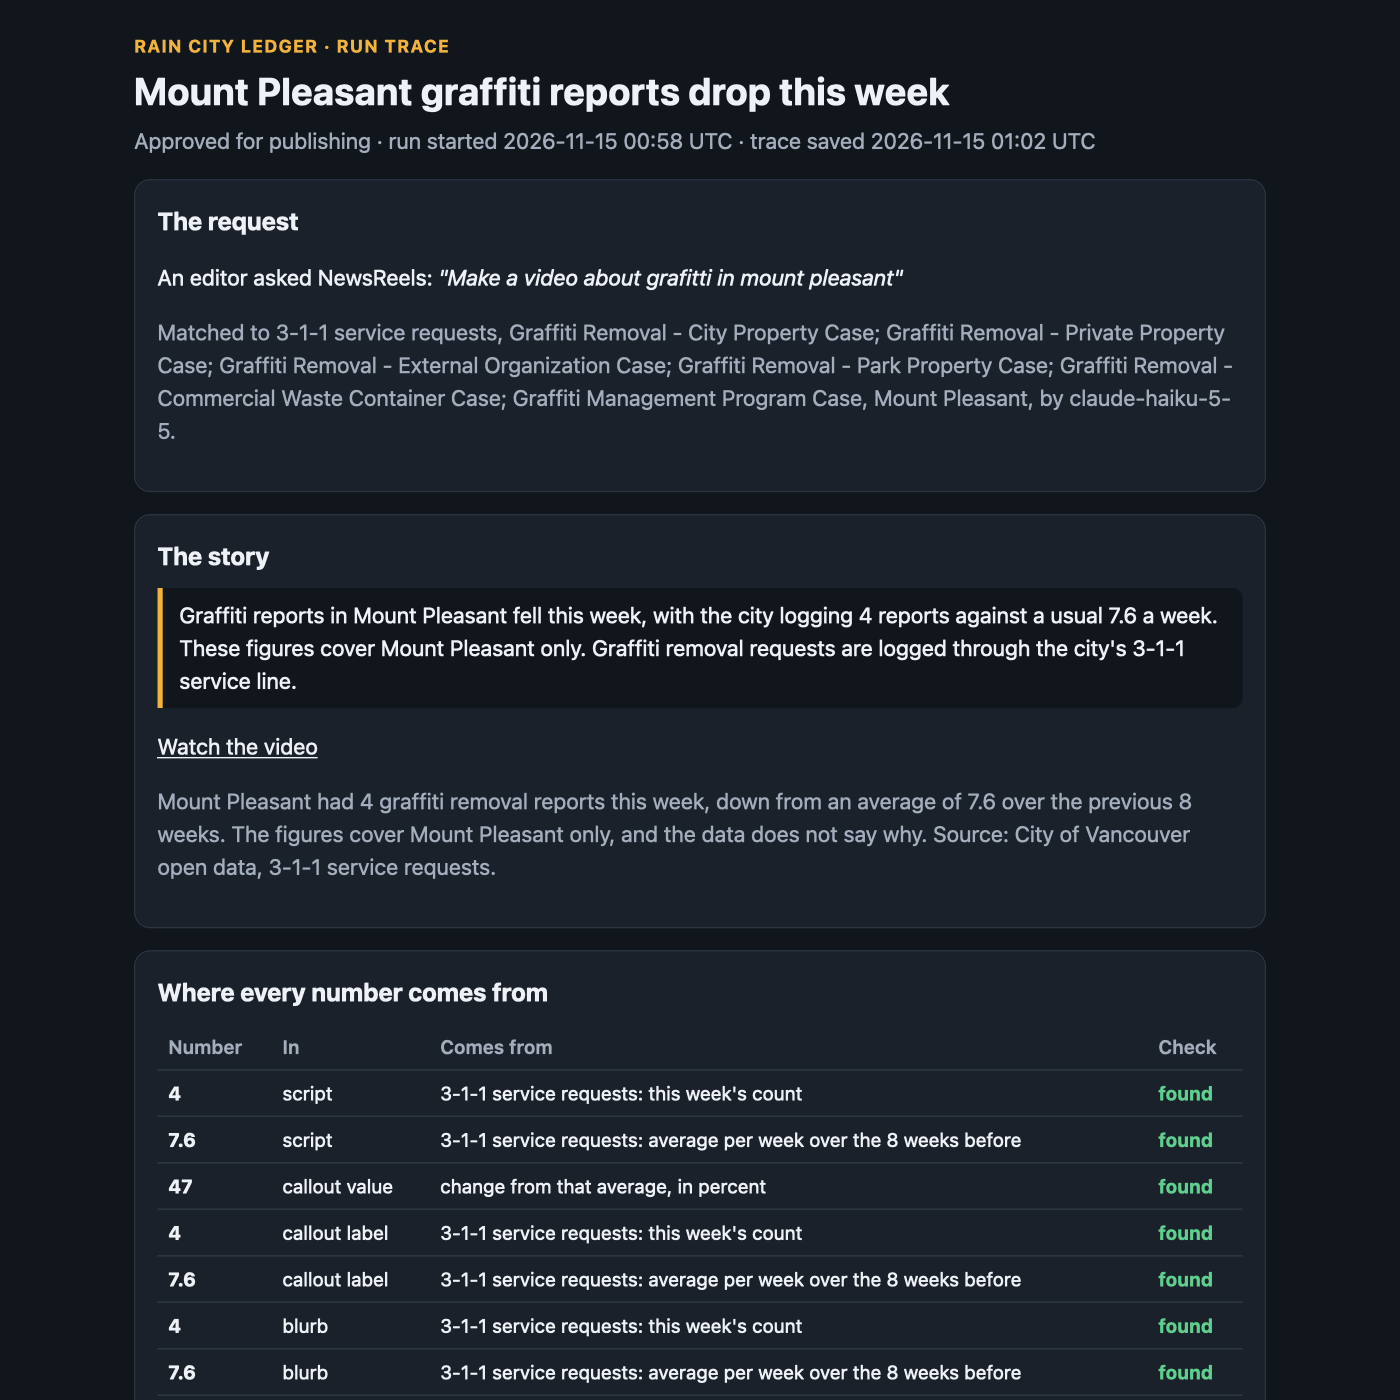 RAIN CITY LEDGER · RUN TRACE
Mount Pleasant graffiti reports drop this week
Approved for publishing · run started 2026-11-15 00:58 UTC · trace saved 2026-11-15 01:02 UTC
The request
An editor asked NewsReels: "Make a video about grafitti in mount pleasant"
Matched to 3-1-1 service requests, Graffiti Removal - City Property Case; Graffiti Removal - Private Property
Case; Graffiti Removal - External Organization Case; Graffiti Removal - Park Property Case; Graffiti Removal -
Commercial Waste Container Case; Graffiti Management Program Case, Mount Pleasant, by claude-haiku-5-
5.
The story
Graffiti reports in Mount Pleasant fell this week, with the city logging 4 reports against a usual 7.6 a week.
These figures cover Mount Pleasant only. Graffiti removal requests are logged through the city's 3-1-1
service line.
Watch the video
Mount Pleasant had 4 graffiti removal reports this week, down from an average of 7.6 over the previous 8
weeks. The figures cover Mount Pleasant only, and the data does not say why. Source: City of Vancouver
open data, 3-1-1 service requests.
Where every number comes from
Number In Comes from Check
4 script 3-1-1 service requests: this week's count found
7.6 script 3-1-1 service requests: average per week over the 8 weeks before found
47 callout value change from that average, in percent found
4 callout label 3-1-1 service requests: this week's count found
7.6 callout label 3-1-1 service requests: average per week over the 8 weeks before found
4 blurb 3-1-1 service requests: this week's count found
7.6 blurb 3-1-1 service requests: average per week over the 8 weeks before found